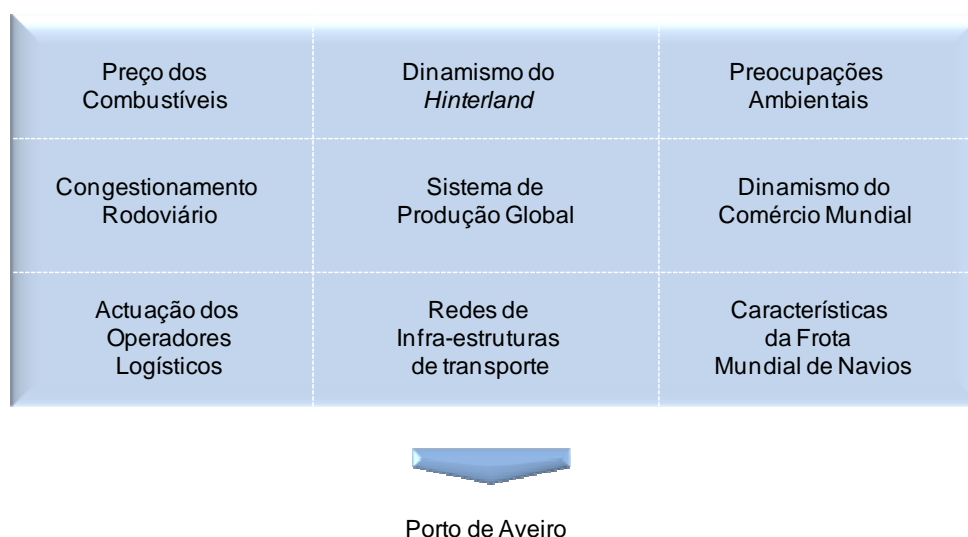 Preço dos
Combustíveis
Dinamismo do
Hinterland
Preocupações
Ambientais
Congestionamento
Rodoviário
Sistema de
Produção Global
Dinamismo do
Comércio Mundial
Actuação dos
Operadores
Logísticos
Redes de
Infra-estruturas
de transporte
Características
da Frota
Mundial de Navios
Porto de Aveiro